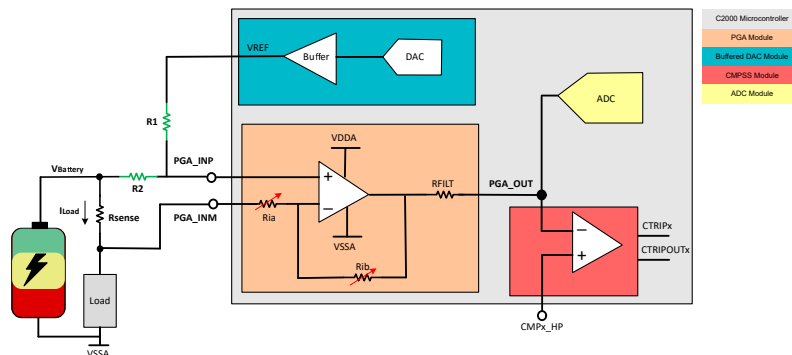 C2000 Microcontroller
PGA Module
Buffered DAC Module
CMPSS Module
ADC Module
VREF
Buffer
DAC
ADC
R1
VDDA
VBattery
R2
PGA_INP
+
−
RFILT
PGA_OUT
ILoad
Rsense
PGA_INM
Ria
VSSA
Rib
−
+
CTRIPx
CTRIPOUTx
Load
CMPx_HP
VSSA